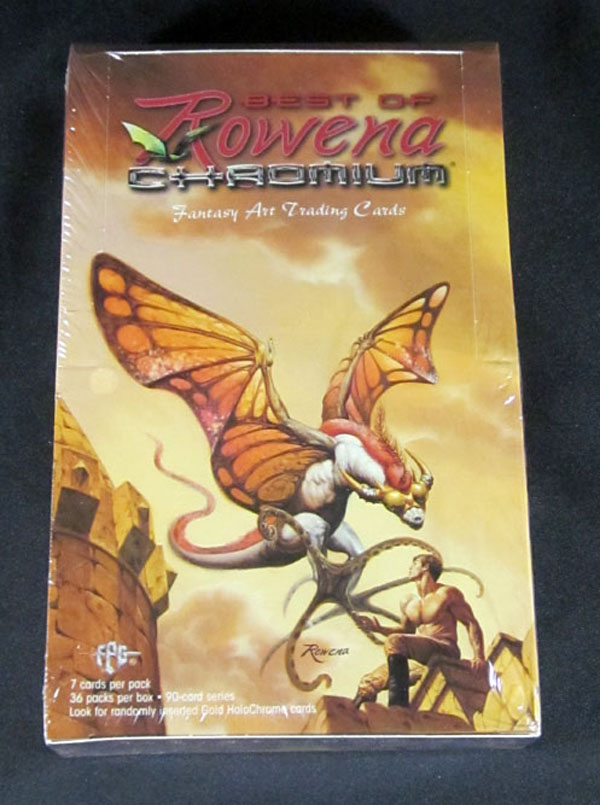 BEST OF
Rowena
CHROMIUM
Fantasy Art Trading Cards
Rowena
FPG
7 cards per pack
36 packs per box • 90-card series
Look for randomly inserted Gold HoloChrome cards